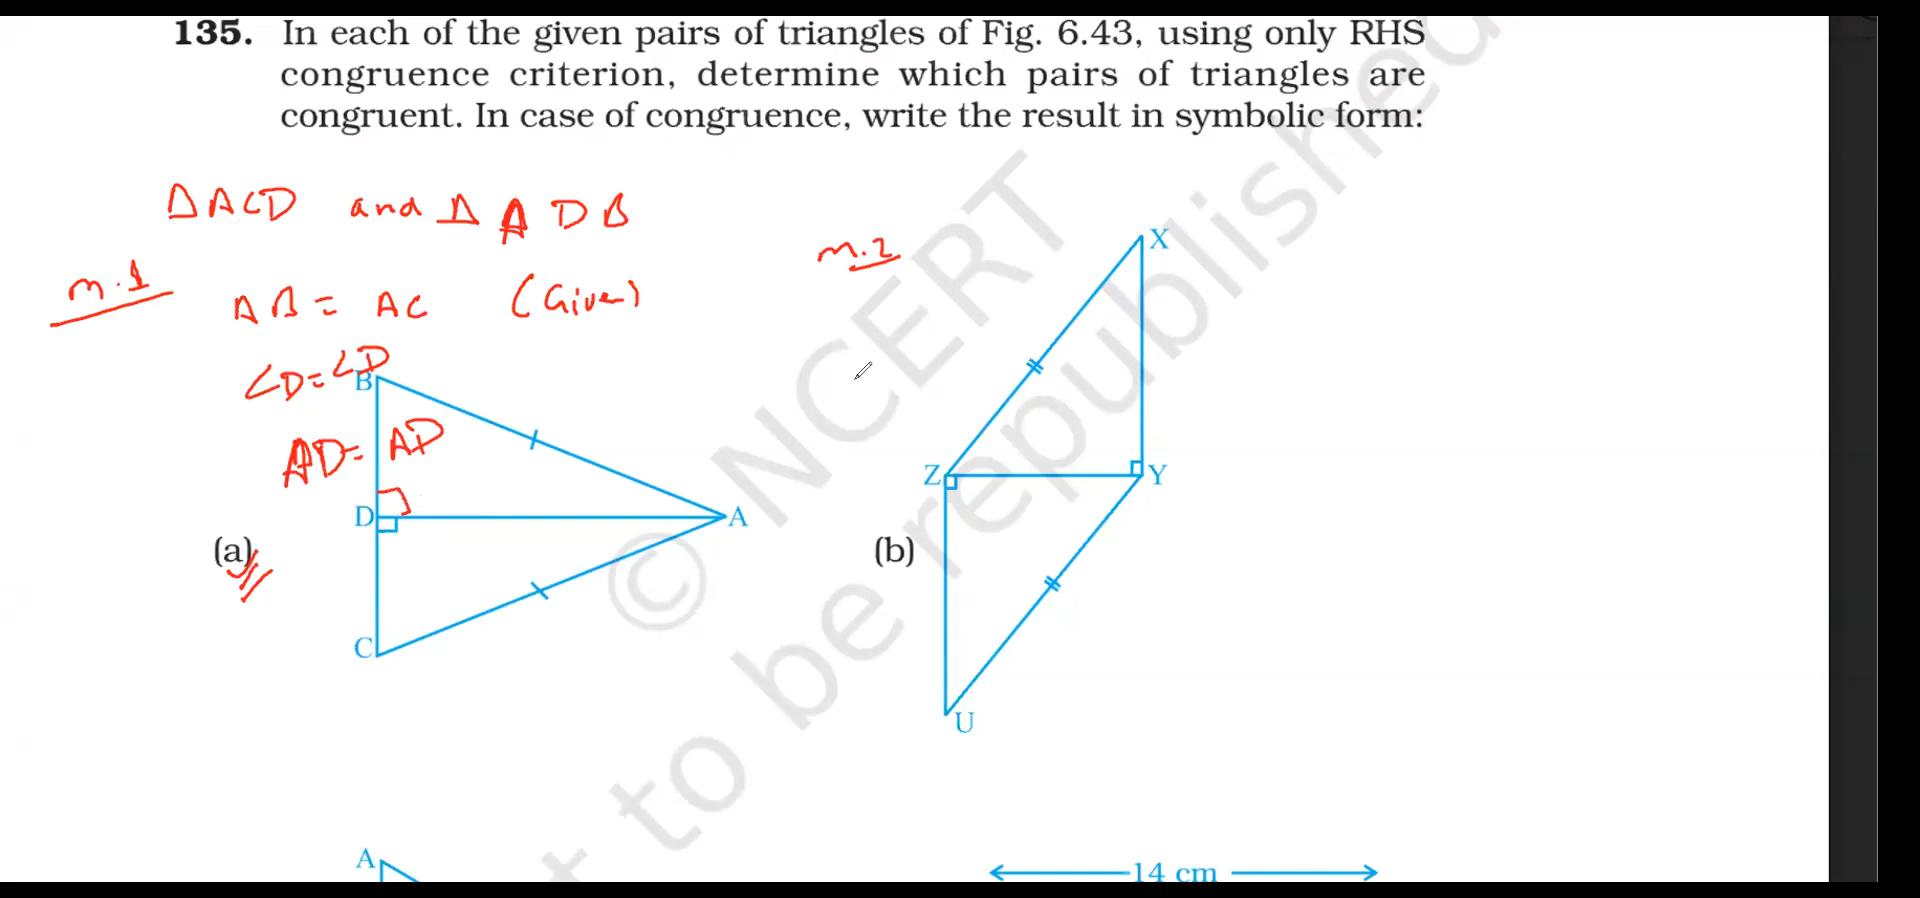 135. In each of the given pairs of triangles of Fig. 6.43, using only RHS
congruence criterion, determine which pairs of triangles are
congruent. In case of congruence, write the result in symbolic form:
Δ ACD and Δ ADB
m.1
AB = AC (Given)
∠D = ∠D
AD = AD
B
D
A
C
(a)
m.2
X
Z
Y
U
(b)
© NCERT
not to be republished
A
14 cm